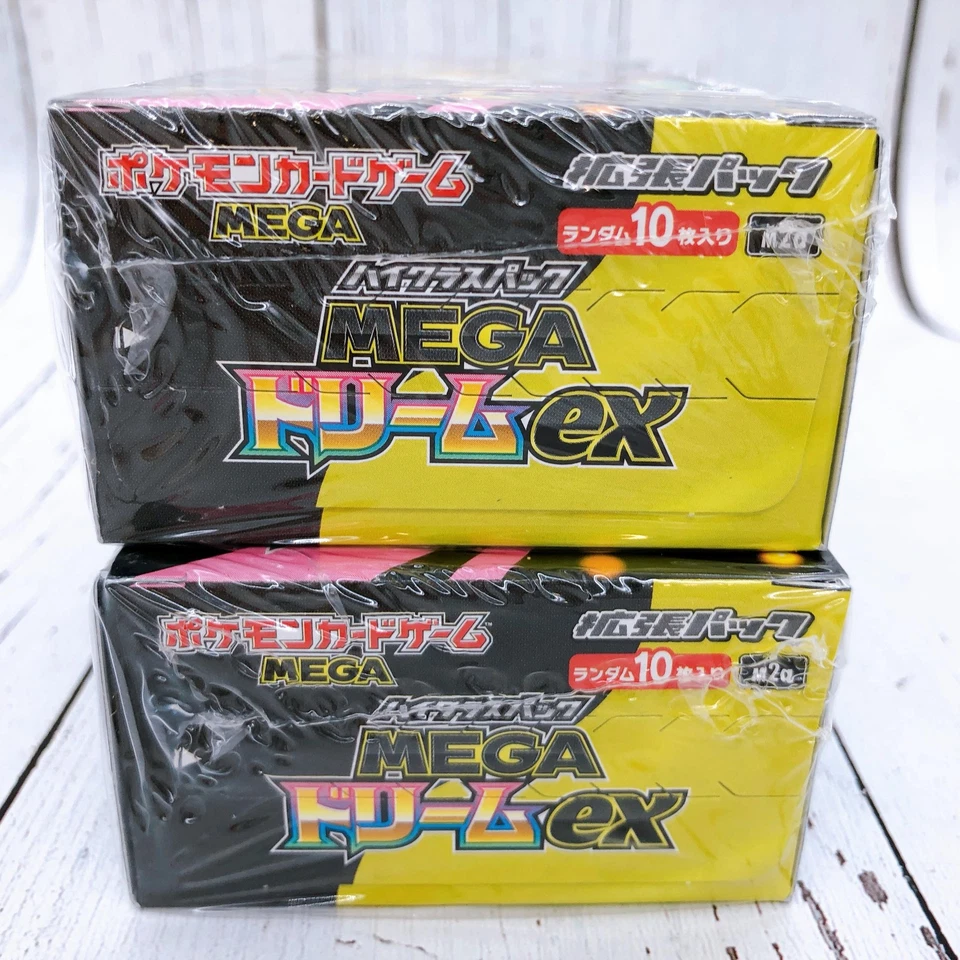 ポケモンカードゲーム
MEGA
拡張パック
ランダム10枚入り
M2a
ハイクラスパック
MEGA
ドリームex
ポケモンカードゲーム
MEGA
拡張パック
ランダム10枚入り
M2a
ハイクラスパック
MEGA
ドリームex